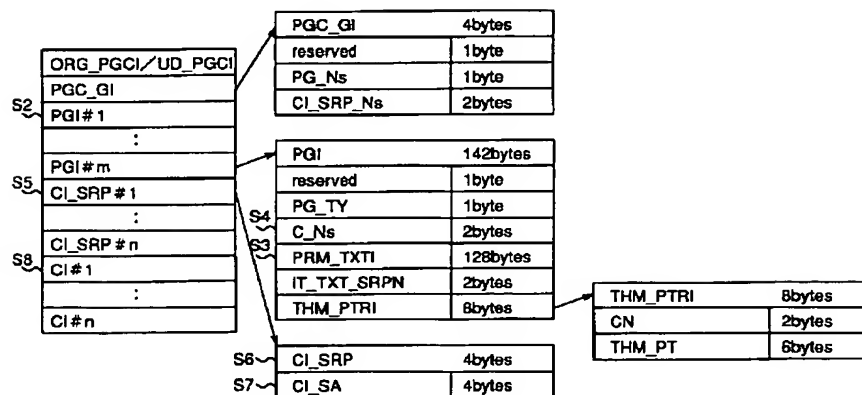 ORG_PGCI/UD_PGCI
PGC_GI
S2
PGI#1
:
PGI#m
S5
CI_SRP#1
:
CI_SRP#n
S8
CI#1
:
CI#n
PGC_GI 4bytes
reserved 1byte
PG_Ns 1byte
CI_SRP_Ns 2bytes
PGI 142bytes
reserved 1byte
PG_TY 1byte
S4
C_Ns 2bytes
S3
PRM_TXTI 128bytes
IT_TXT_SRPN 2bytes
THM_PTRI 8bytes
S6 CI_SRP 4bytes
S7 CI_SA 4bytes
THM_PTRI 8bytes
CN 2bytes
THM_PT 6bytes